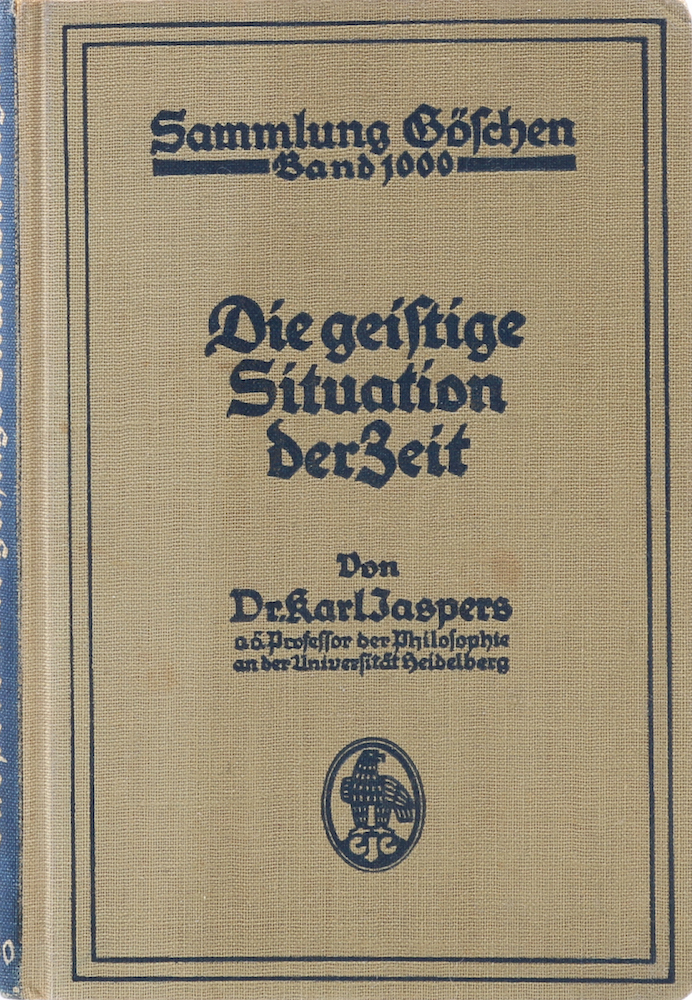 Sammlung Göſchen
Band 1000
Die geiſtige
Situation
der Zeit
Von
Dr. Karl Jaspers
a. ö. Profeſſor der Philoſophie
an der Univerſität Heidelberg